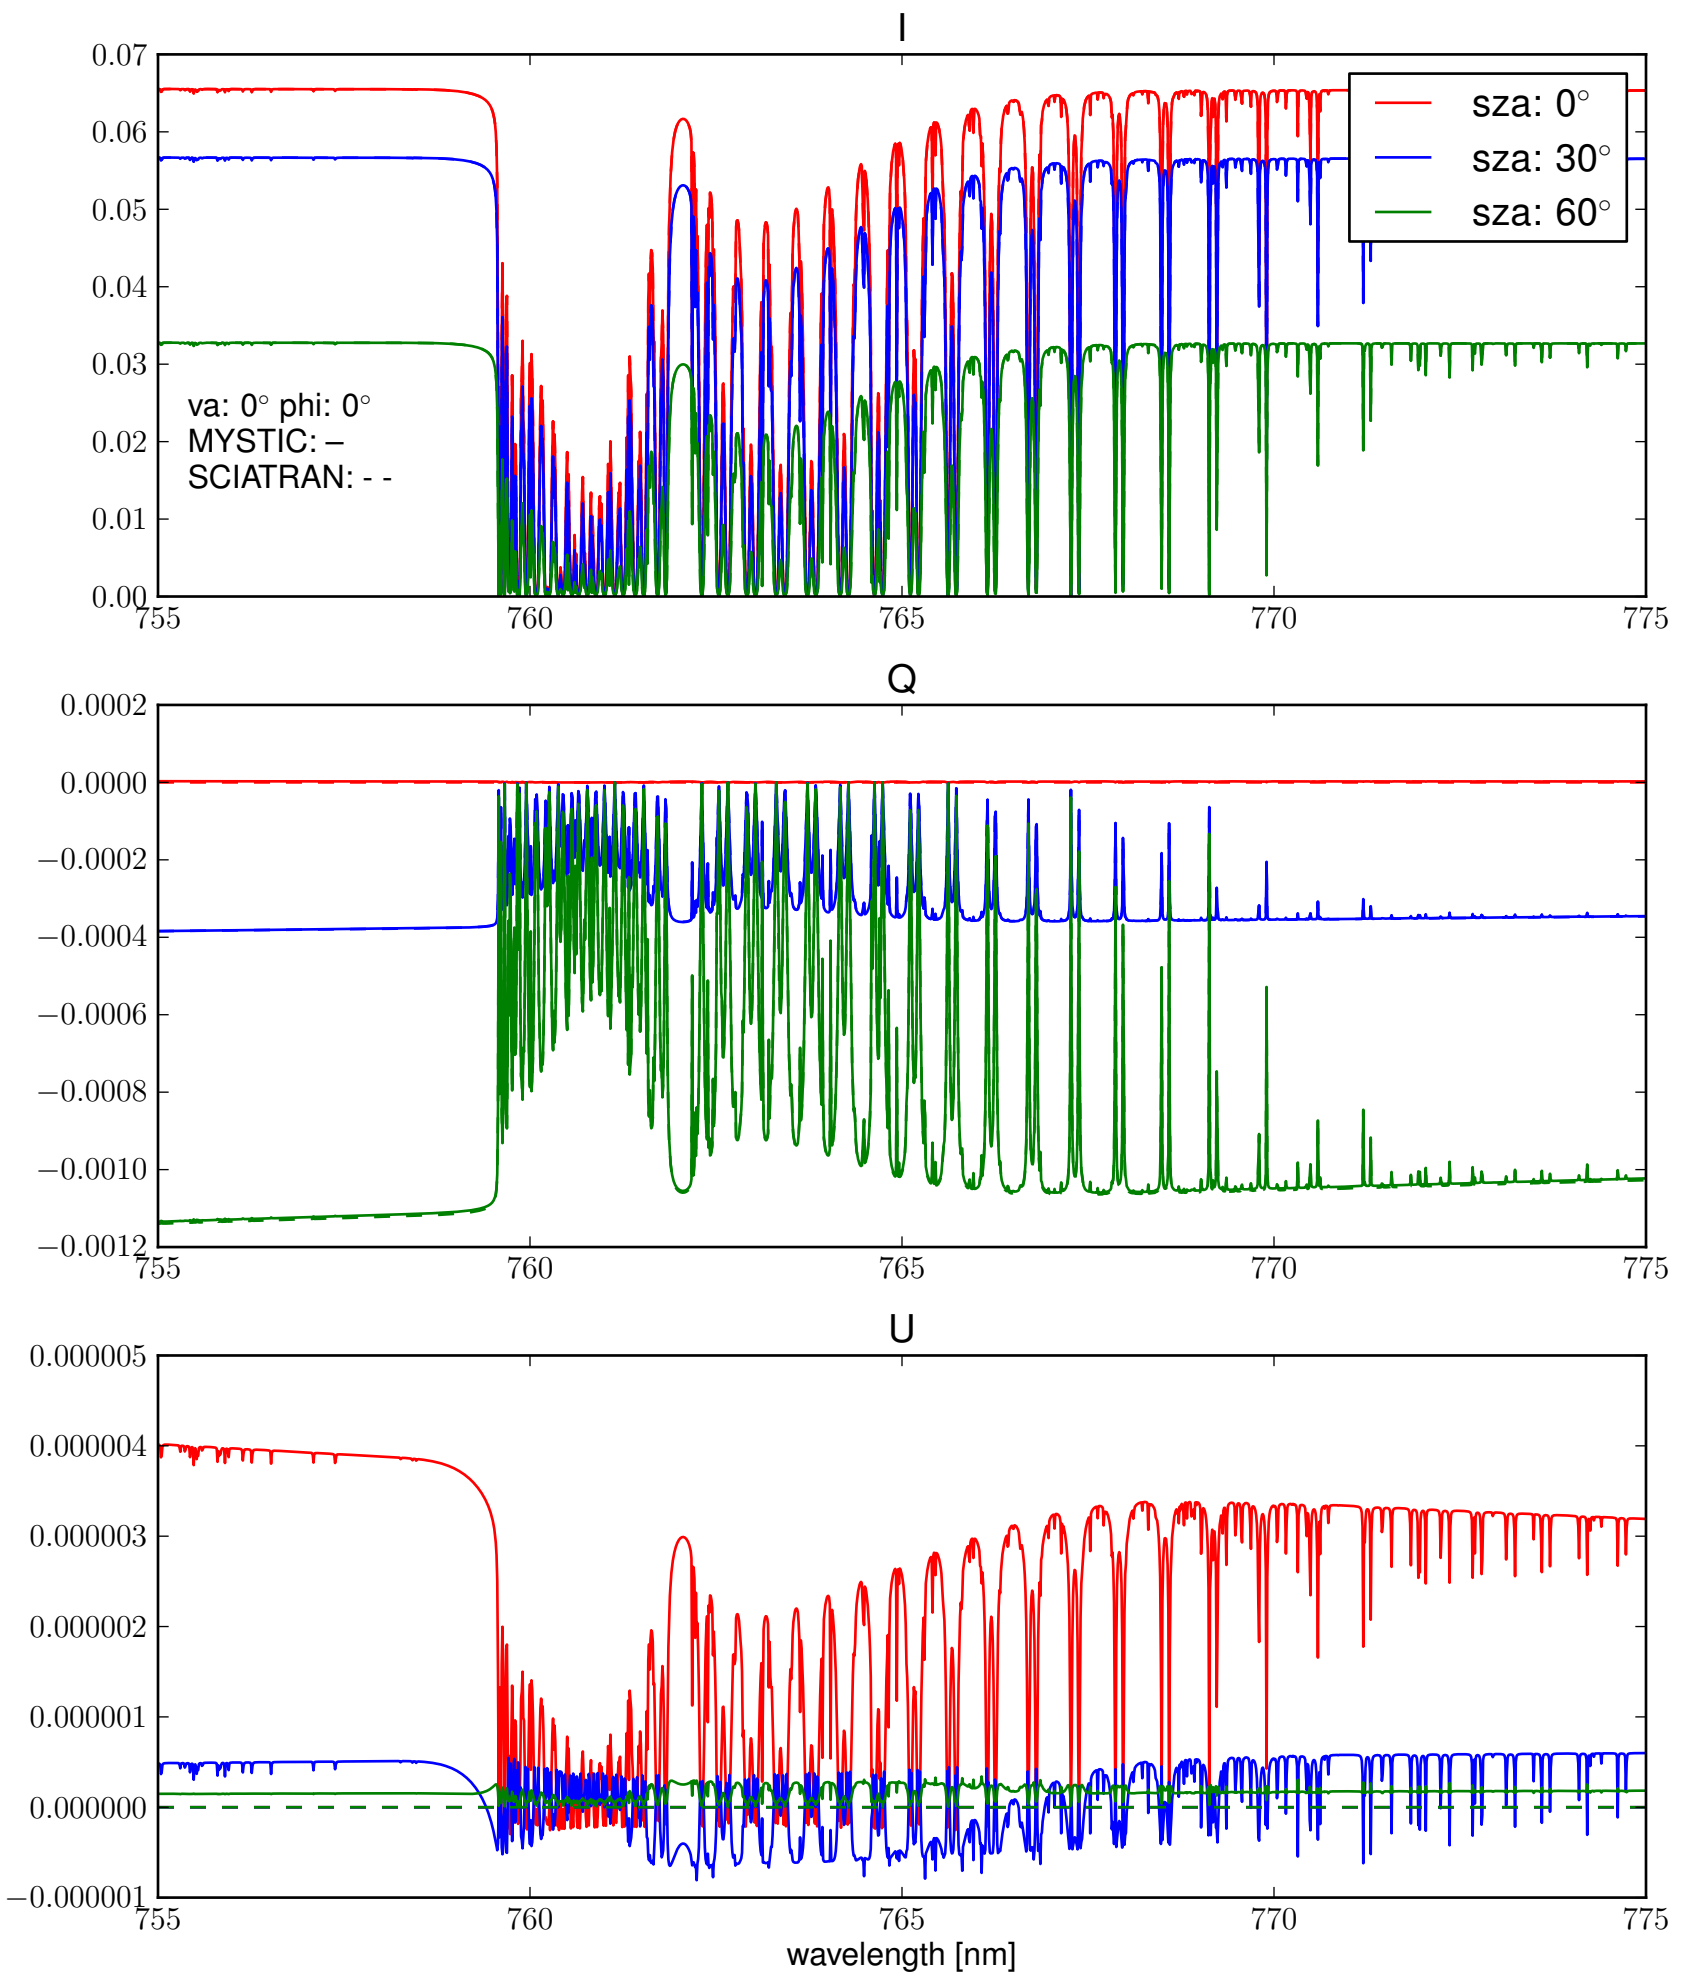 I
0.07
0.06
0.05
0.04
0.03
0.02
0.01
0.00
sza: 0°
sza: 30°
sza: 60°
va: 0° phi: 0°
MYSTIC: –
SCIATRAN: - -
755 760 765 770 775
Q
0.0002
0.0000
−0.0002
−0.0004
−0.0006
−0.0008
−0.0010
−0.0012
755 760 765 770 775
U
0.000005
0.000004
0.000003
0.000002
0.000001
0.000000
−0.000001
755 760 765 770 775
wavelength [nm]